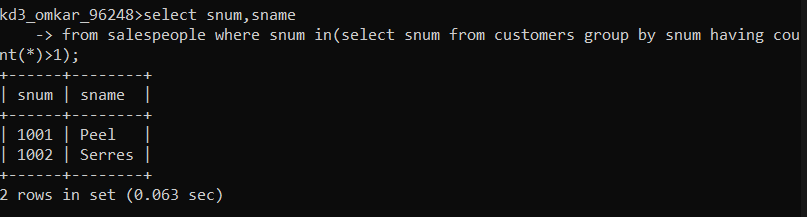 kd3_omkar_96248>select snum,sname
    -> from salespeople where snum in(select snum from customers group by snum having cou
nt(*)>1);
+------+--------+
| snum | sname  |
+------+--------+
| 1001 | Peel   |
| 1002 | Serres |
+------+--------+
2 rows in set (0.063 sec)